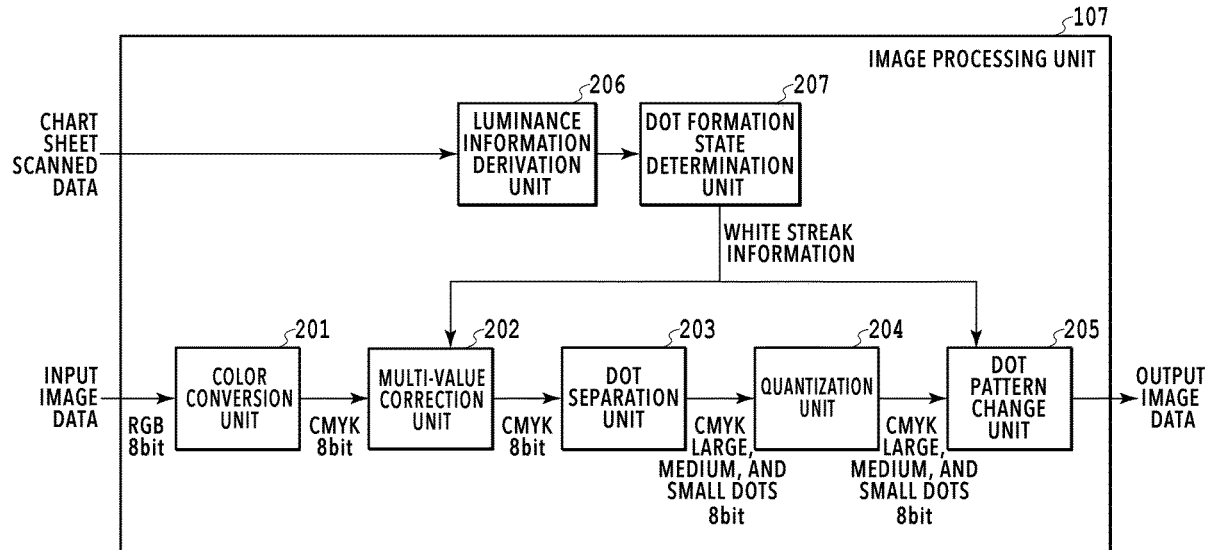 107
IMAGE PROCESSING UNIT
206
207
CHART
SHEET
SCANNED
DATA
LUMINANCE
INFORMATION
DERIVATION
UNIT
DOT FORMATION
STATE
DETERMINATION
UNIT
WHITE STREAK
INFORMATION
201
202
203
204
205
INPUT
IMAGE
DATA
RGB
8bit
COLOR
CONVERSION
UNIT
CMYK
8bit
MULTI-VALUE
CORRECTION
UNIT
CMYK
8bit
DOT
SEPARATION
UNIT
CMYK
LARGE,
MEDIUM, AND
SMALL DOTS
8bit
QUANTIZATION
UNIT
CMYK
LARGE,
MEDIUM, AND
SMALL DOTS
8bit
DOT
PATTERN
CHANGE
UNIT
OUTPUT
IMAGE
DATA